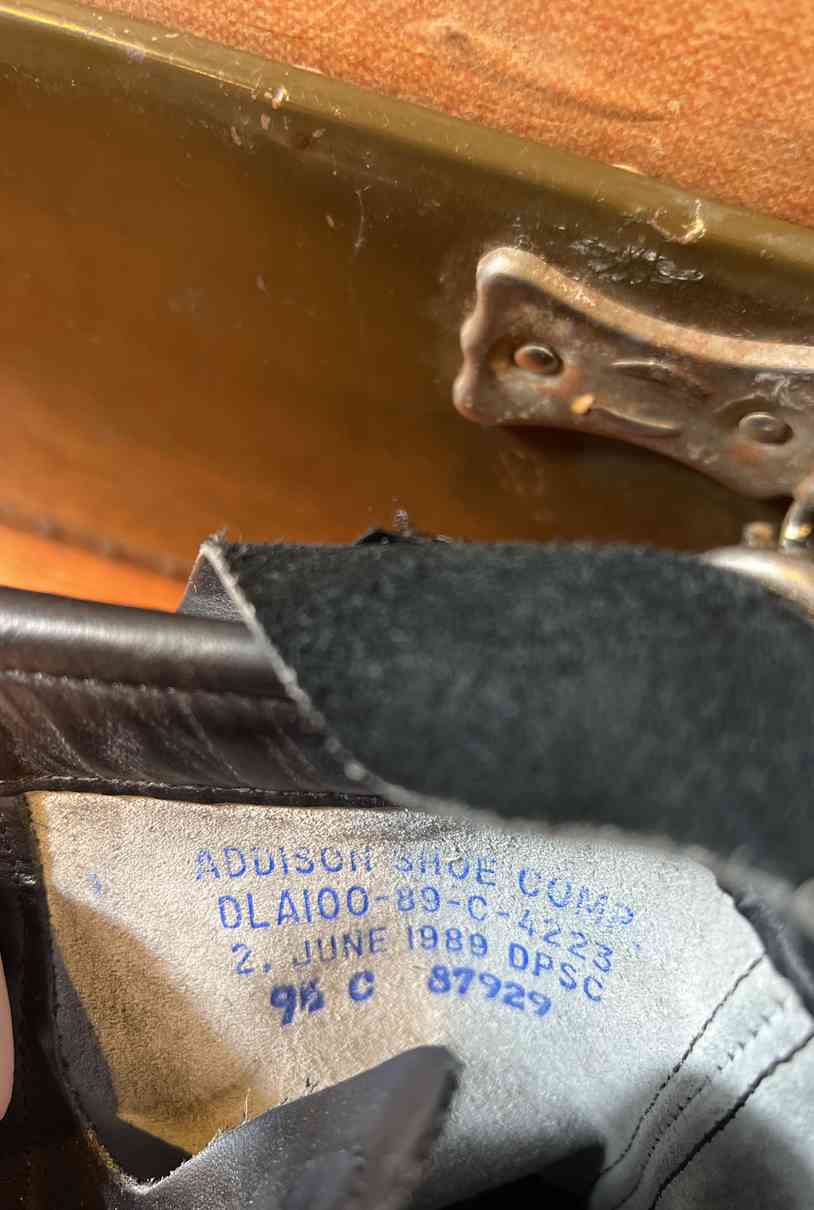 ADDISON SHOE COMP.
DLA100-89-C-4223
2. JUNE 1989 DPSC
9½ C 87929